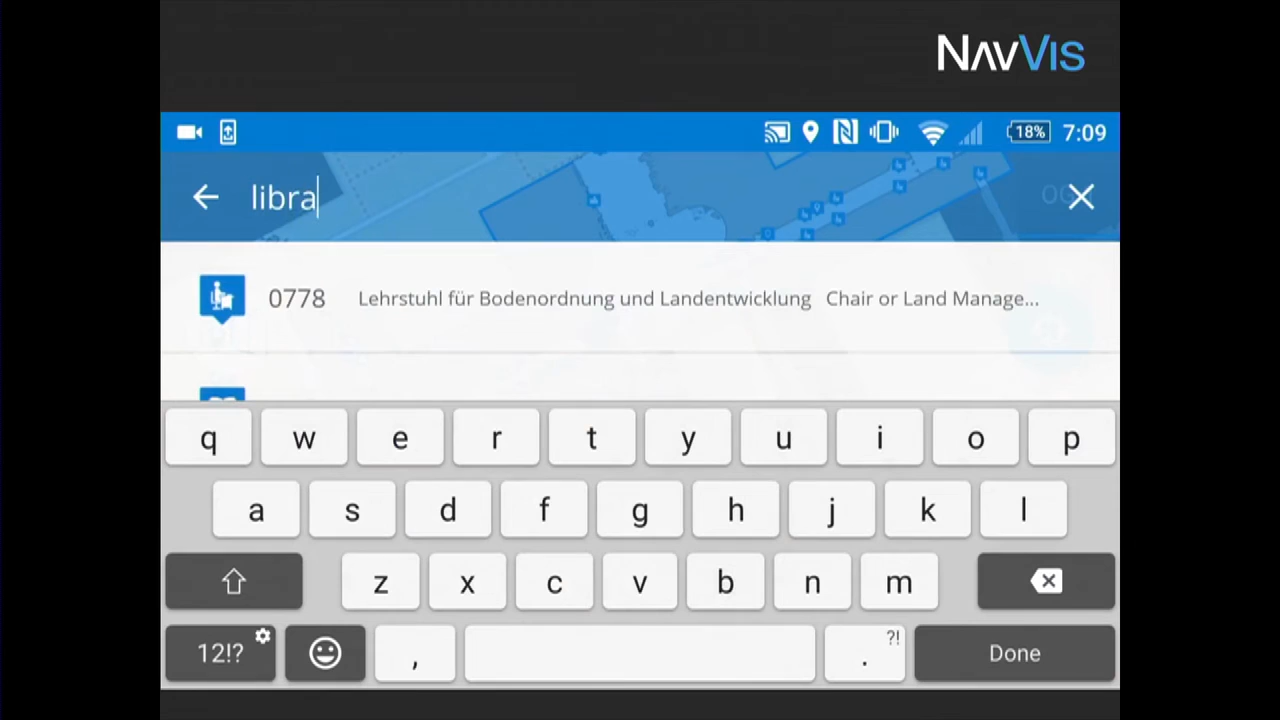 NAVVIS
18% 7:09
libra
0778 Lehrstuhl für Bodenordnung und Landentwicklung Chair or Land Manage...
q w e r t y u i o p
a s d f g h j k l
z x c v b n m
12!? , . ?! Done